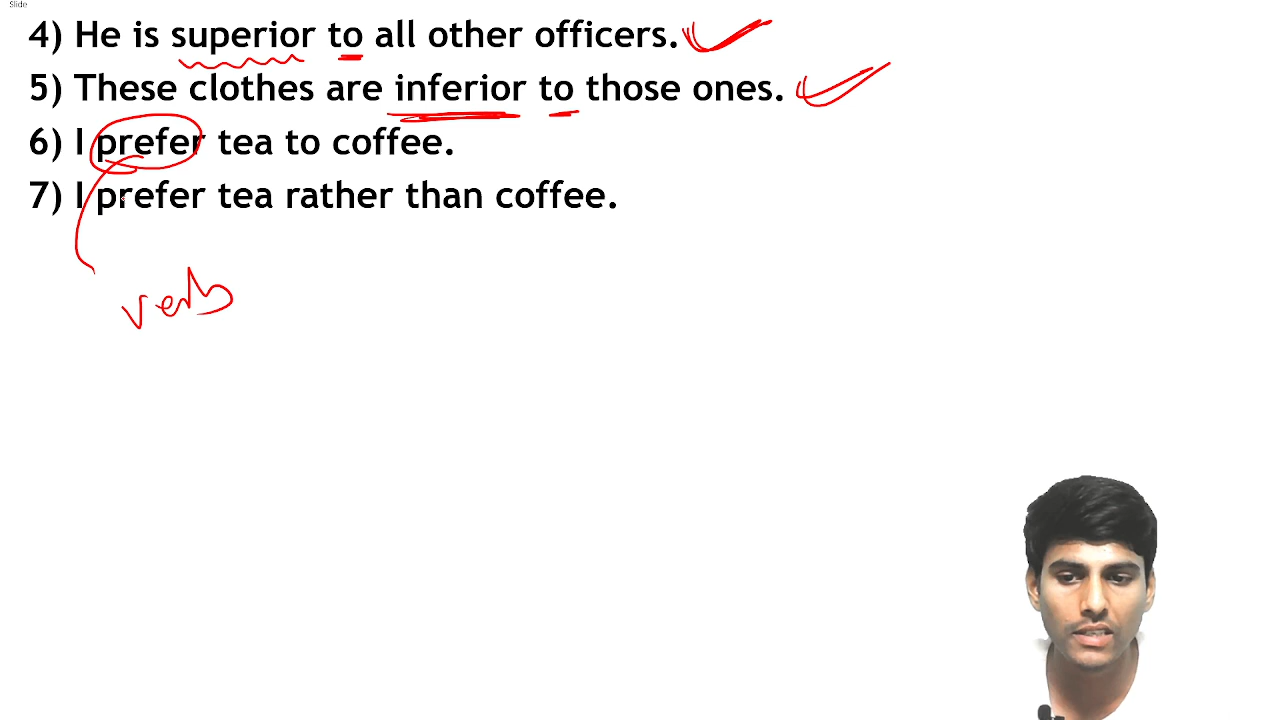 Slide
4) He is superior to all other officers.
5) These clothes are inferior to those ones.
6) I prefer tea to coffee.
7) I prefer tea rather than coffee.
verb